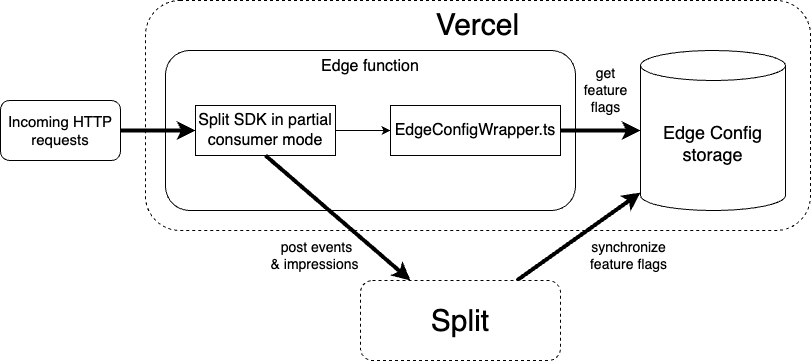 Vercel
Edge function
get
feature
flags
Incoming HTTP
requests
Split SDK in partial
consumer mode
EdgeConfigWrapper.ts
Edge Config
storage
post events
& impressions
synchronize
feature flags
Split